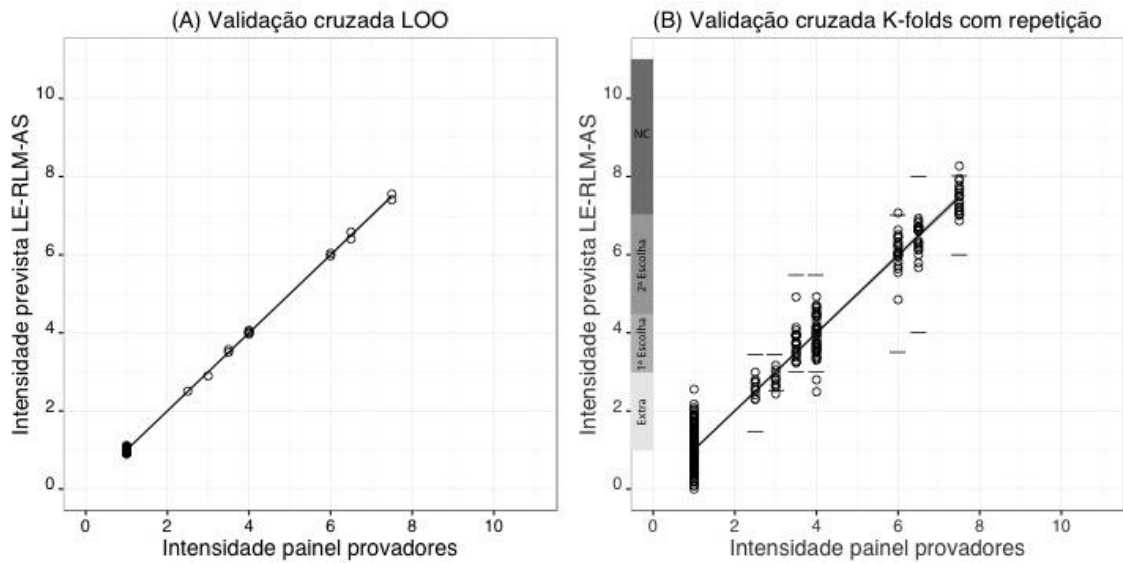 (A) Validação cruzada LOO
Intensidade prevista LE-RLM-AS
10
8
6
4
2
0
0 2 4 6 8 10
Intensidade painel provadores
(B) Validação cruzada K-folds com repetição
Intensidade prevista LE-RLM-AS
10
8
6
4
2
0
NC
2ª Escolha
1ª Escolha
Extra
0 2 4 6 8 10
Intensidade painel provadores